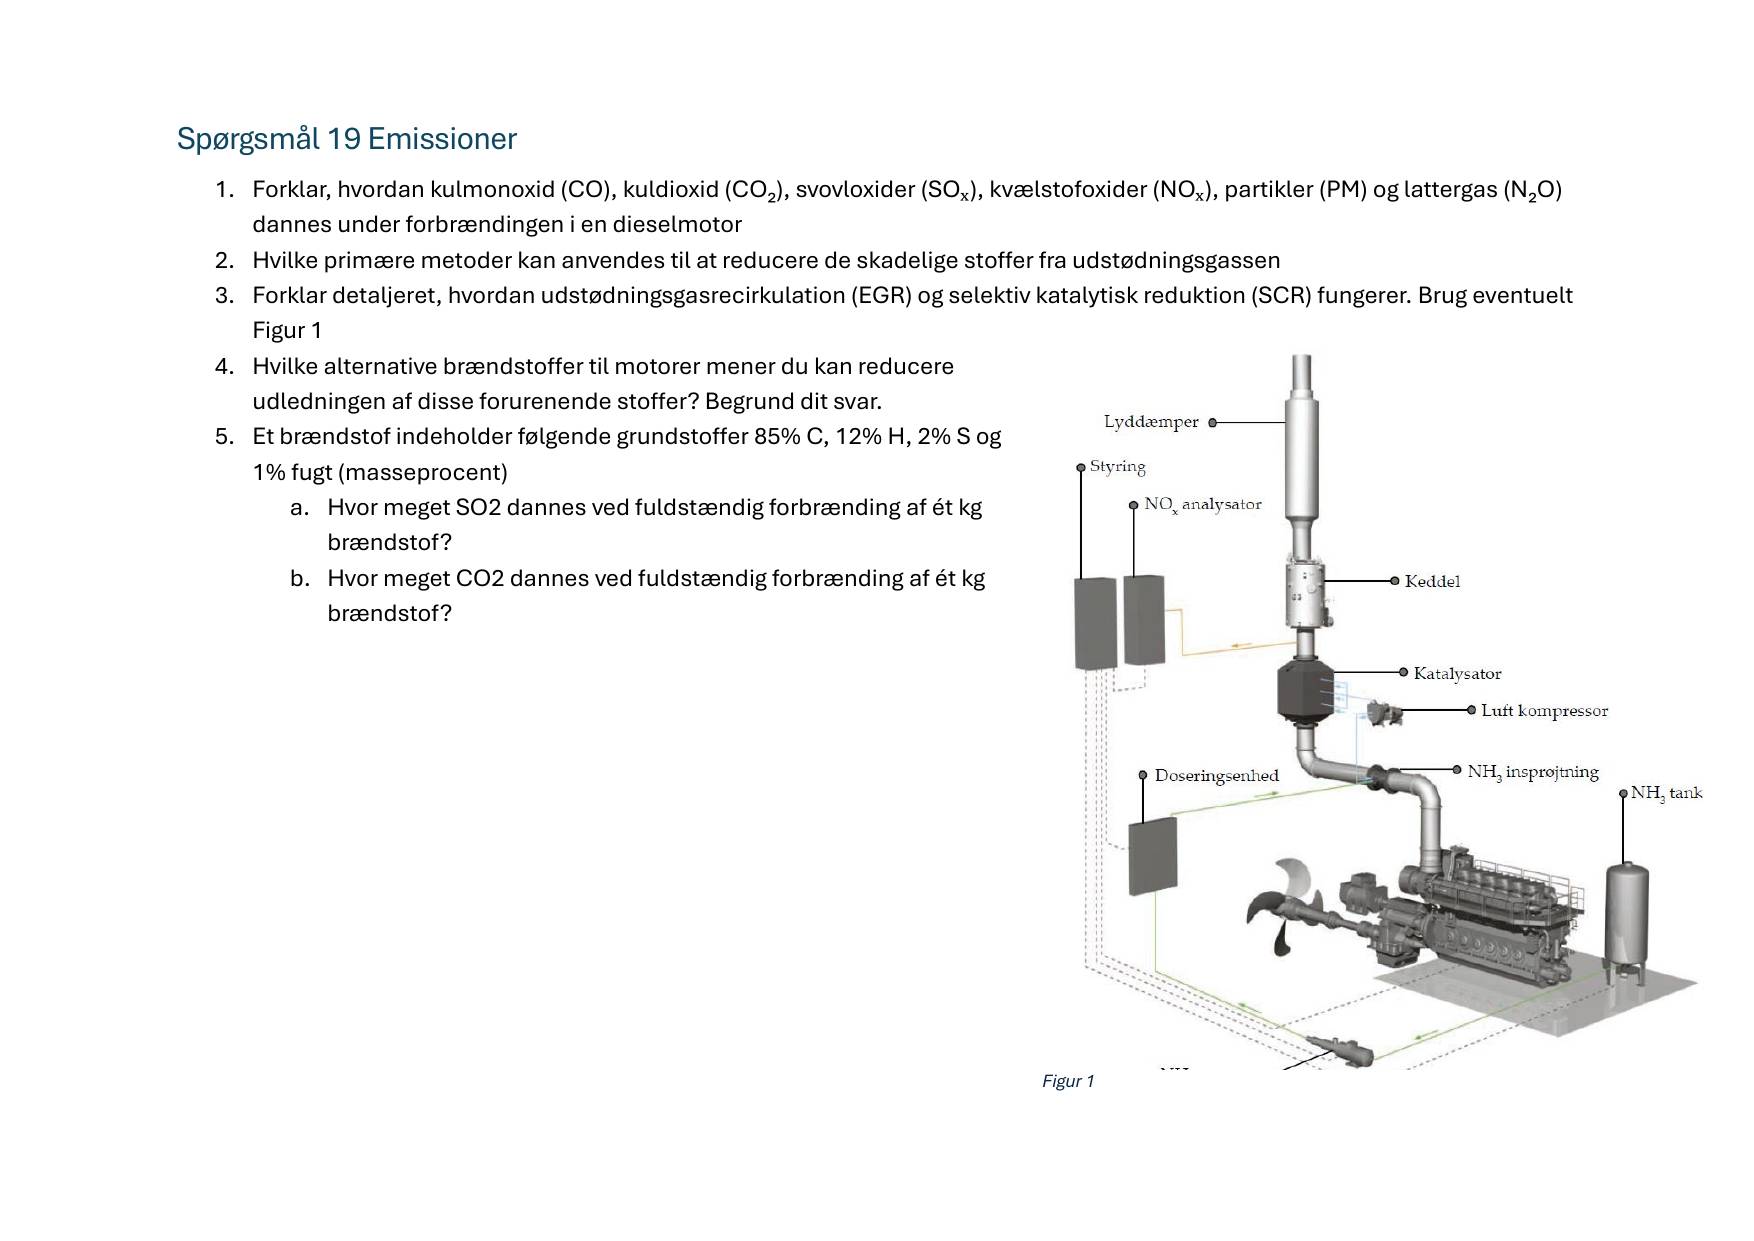 Spørgsmål 19 Emissioner
1. Forklar, hvordan kulmonoxid (CO), kuldioxid (CO₂), svovloxider (SOₓ), kvælstofoxider (NOₓ), partikler (PM) og lattergas (N₂O)
dannes under forbrændingen i en dieselmotor
2. Hvilke primære metoder kan anvendes til at reducere de skadelige stoffer fra udstødningsgassen
3. Forklar detaljeret, hvordan udstødningsgasrecirkulation (EGR) og selektiv katalytisk reduktion (SCR) fungerer. Brug eventuelt
Figur 1
4. Hvilke alternative brændstoffer til motorer mener du kan reducere
udledningen af disse forurenende stoffer? Begrund dit svar.
5. Et brændstof indeholder følgende grundstoffer 85% C, 12% H, 2% S og
1% fugt (masseprocent)
a. Hvor meget SO2 dannes ved fuldstændig forbrænding af ét kg
brændstof?
b. Hvor meget CO2 dannes ved fuldstændig forbrænding af ét kg
brændstof?
Lyddæmper
Styring
NOₓ analysator
Keddel
Katalysator
Luft kompressor
NH₃ insprøjtning
Doseringsenhed
NH₃ tank
Figur 1